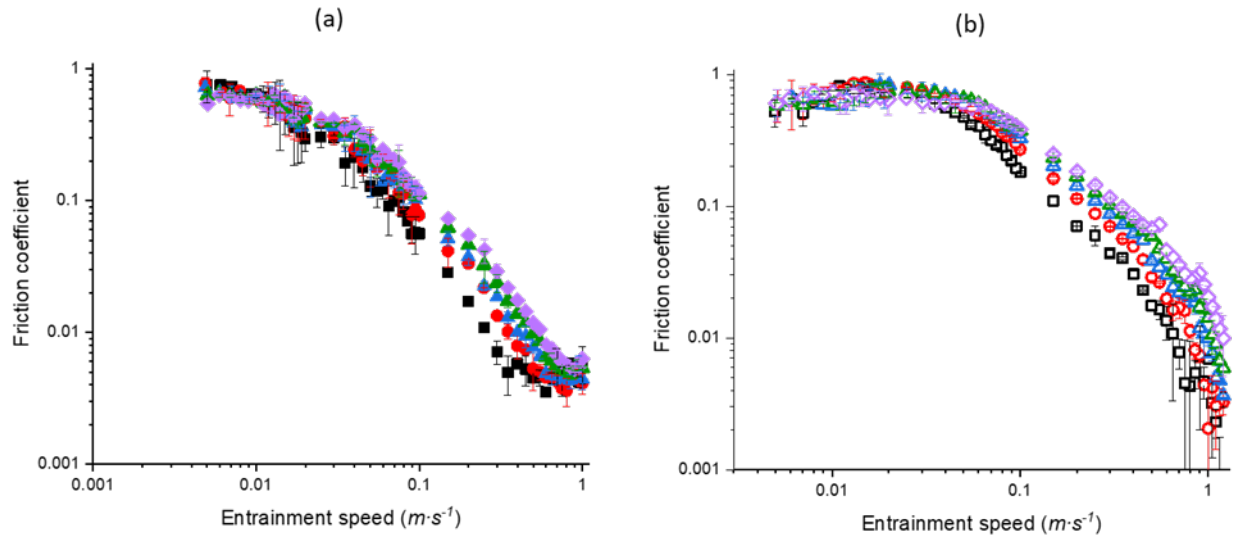 (a)
(b)
Friction coefficient
1
0.1
0.01
0.001
0.001
0.01
0.1
1
Entrainment speed (m·s⁻¹)
Friction coefficient
1
0.1
0.01
0.001
0.01
0.1
1
Entrainment speed (m·s⁻¹)